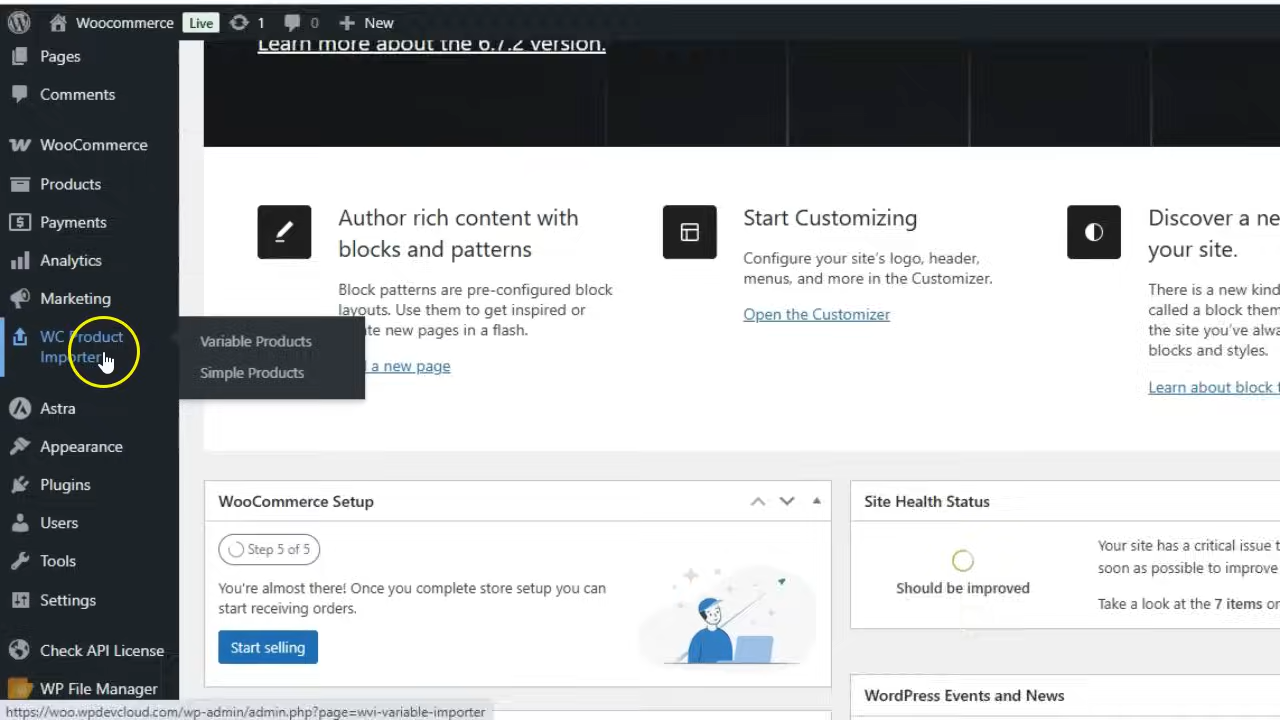 Woocommerce Live 1 0 New
Learn more about the 6.7.2 version.
Pages
Comments
WooCommerce
Products
Payments
Analytics
Marketing
WC Product
Importer
Variable Products
Simple Products
Astra
Appearance
Plugins
Users
Tools
Settings
Check API License
WP File Manager
Author rich content with
blocks and patterns
Block patterns are pre-configured block
layouts. Use them to get inspired or
new pages in a flash.
a new page
Start Customizing
Configure your site's logo, header,
menus, and more in the Customizer.
Open the Customizer
Discover a ne
your site.
There is a new kind
called a block them
the site you've alwa
blocks and styles.
Learn about block
WooCommerce Setup
Step 5 of 5
You're almost there! Once you complete store setup you can
start receiving orders.
Start selling
Site Health Status
Should be improved
Your site has a critical issue t
soon as possible to improve
Take a look at the 7 items or
WordPress Events and News
https://woo.wpdevcloud.com/wp-admin/admin.php?page=wvi-variable-importer